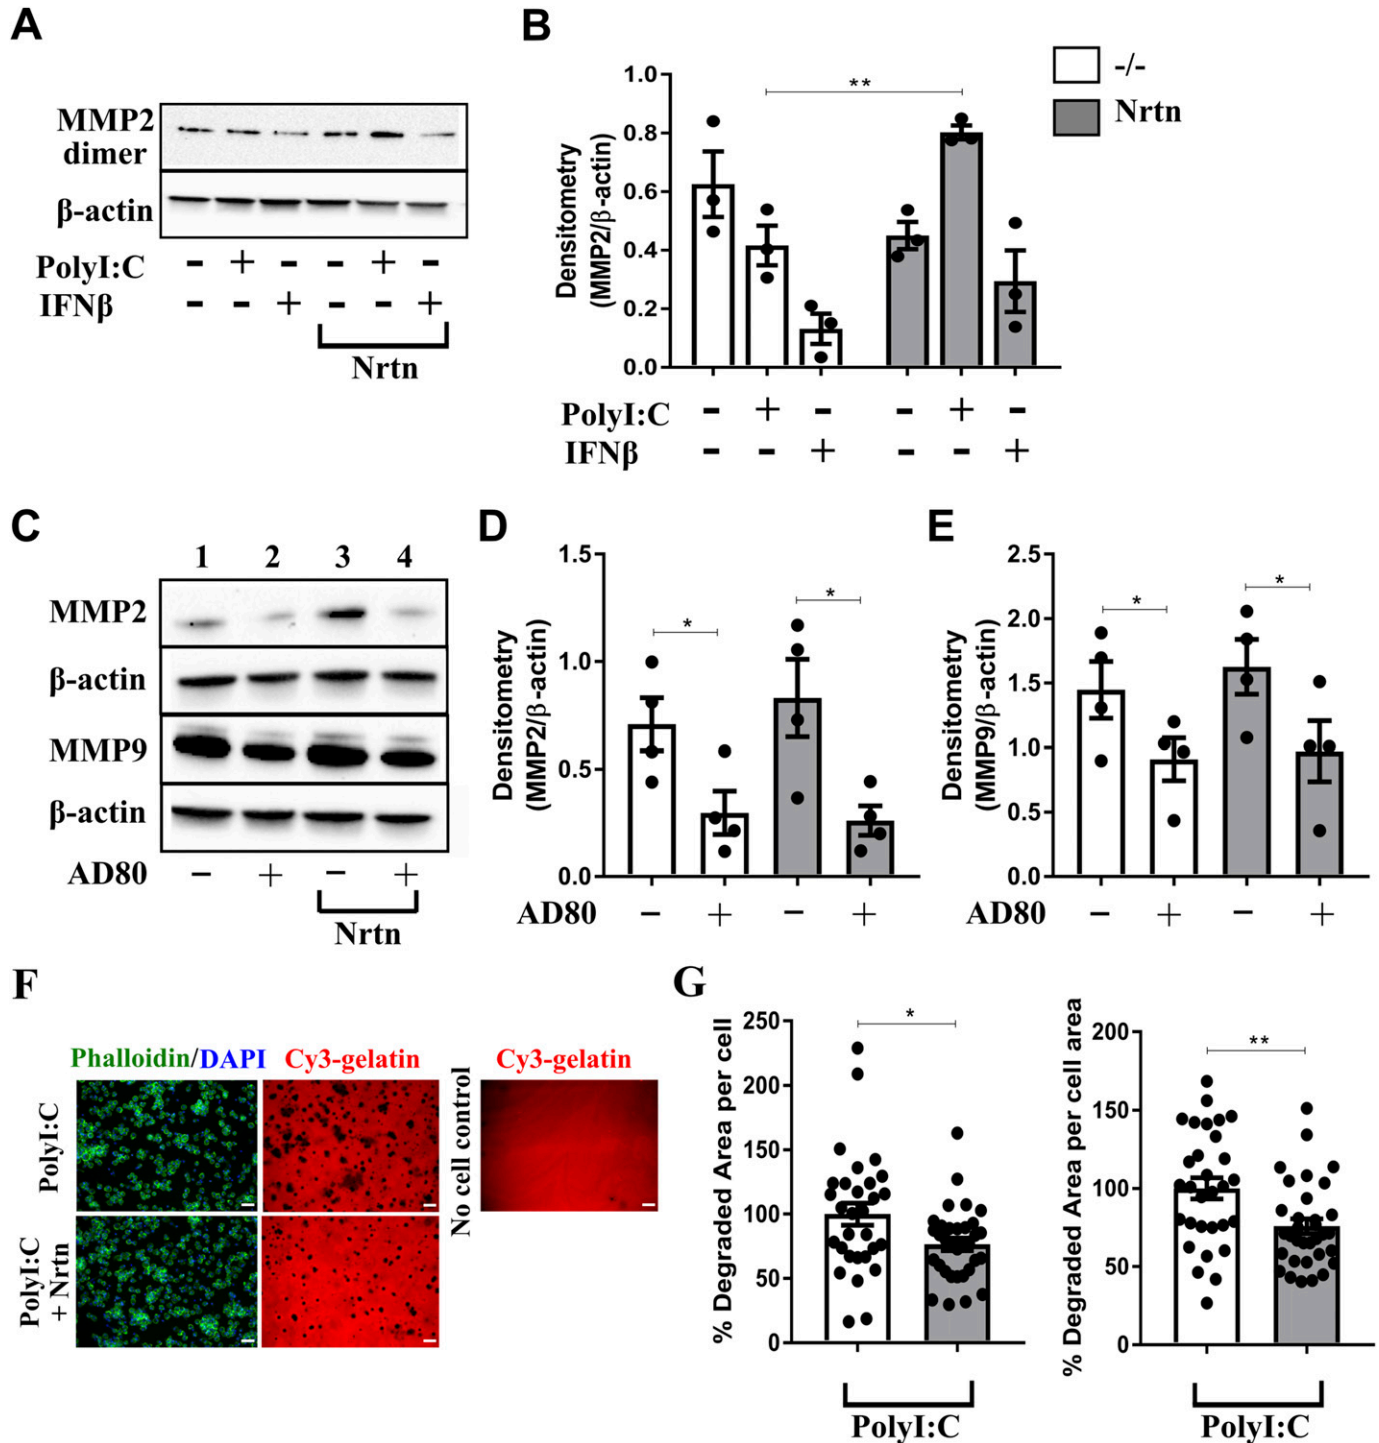 A
MMP2
dimer
β-actin
PolyI:C - + - - + -
IFNβ - - + - - +
Nrtn
B
-/-
Nrtn
**
Densitometry
(MMP2/β-actin)
1.0
0.8
0.6
0.4
0.2
0.0
PolyI:C - + - - + -
IFNβ - - + - - +
C
1 2 3 4
MMP2
β-actin
MMP9
β-actin
AD80 - + - +
Nrtn
D
Densitometry
(MMP2/β-actin)
1.5
1.0
0.5
0.0
* *
AD80 - + - +
E
Densitometry
(MMP9/β-actin)
2.5
2.0
1.5
1.0
0.5
0.0
* *
AD80 - + - +
F
Phalloidin/DAPI Cy3-gelatin
PolyI:C
PolyI:C
+ Nrtn
No cell control
Cy3-gelatin
G
% Degraded Area per cell
250
200
150
100
50
0
*
PolyI:C
% Degraded Area per cell area
200
150
100
50
0
**
PolyI:C